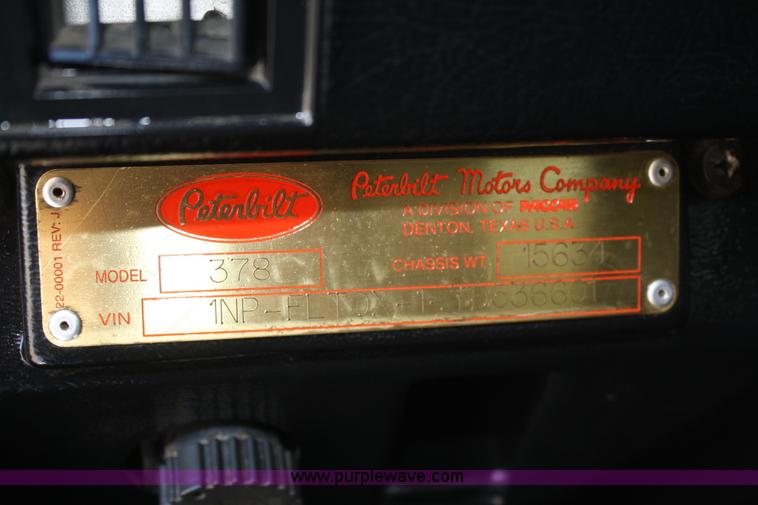 Peterbilt
Peterbilt Motors Company
A DIVISION OF PACCAR
DENTON, TEXAS U.S.A.
MODEL 378
CHASSIS WT. 15634
VIN
22-00001 REV: J
www.purplewave.com